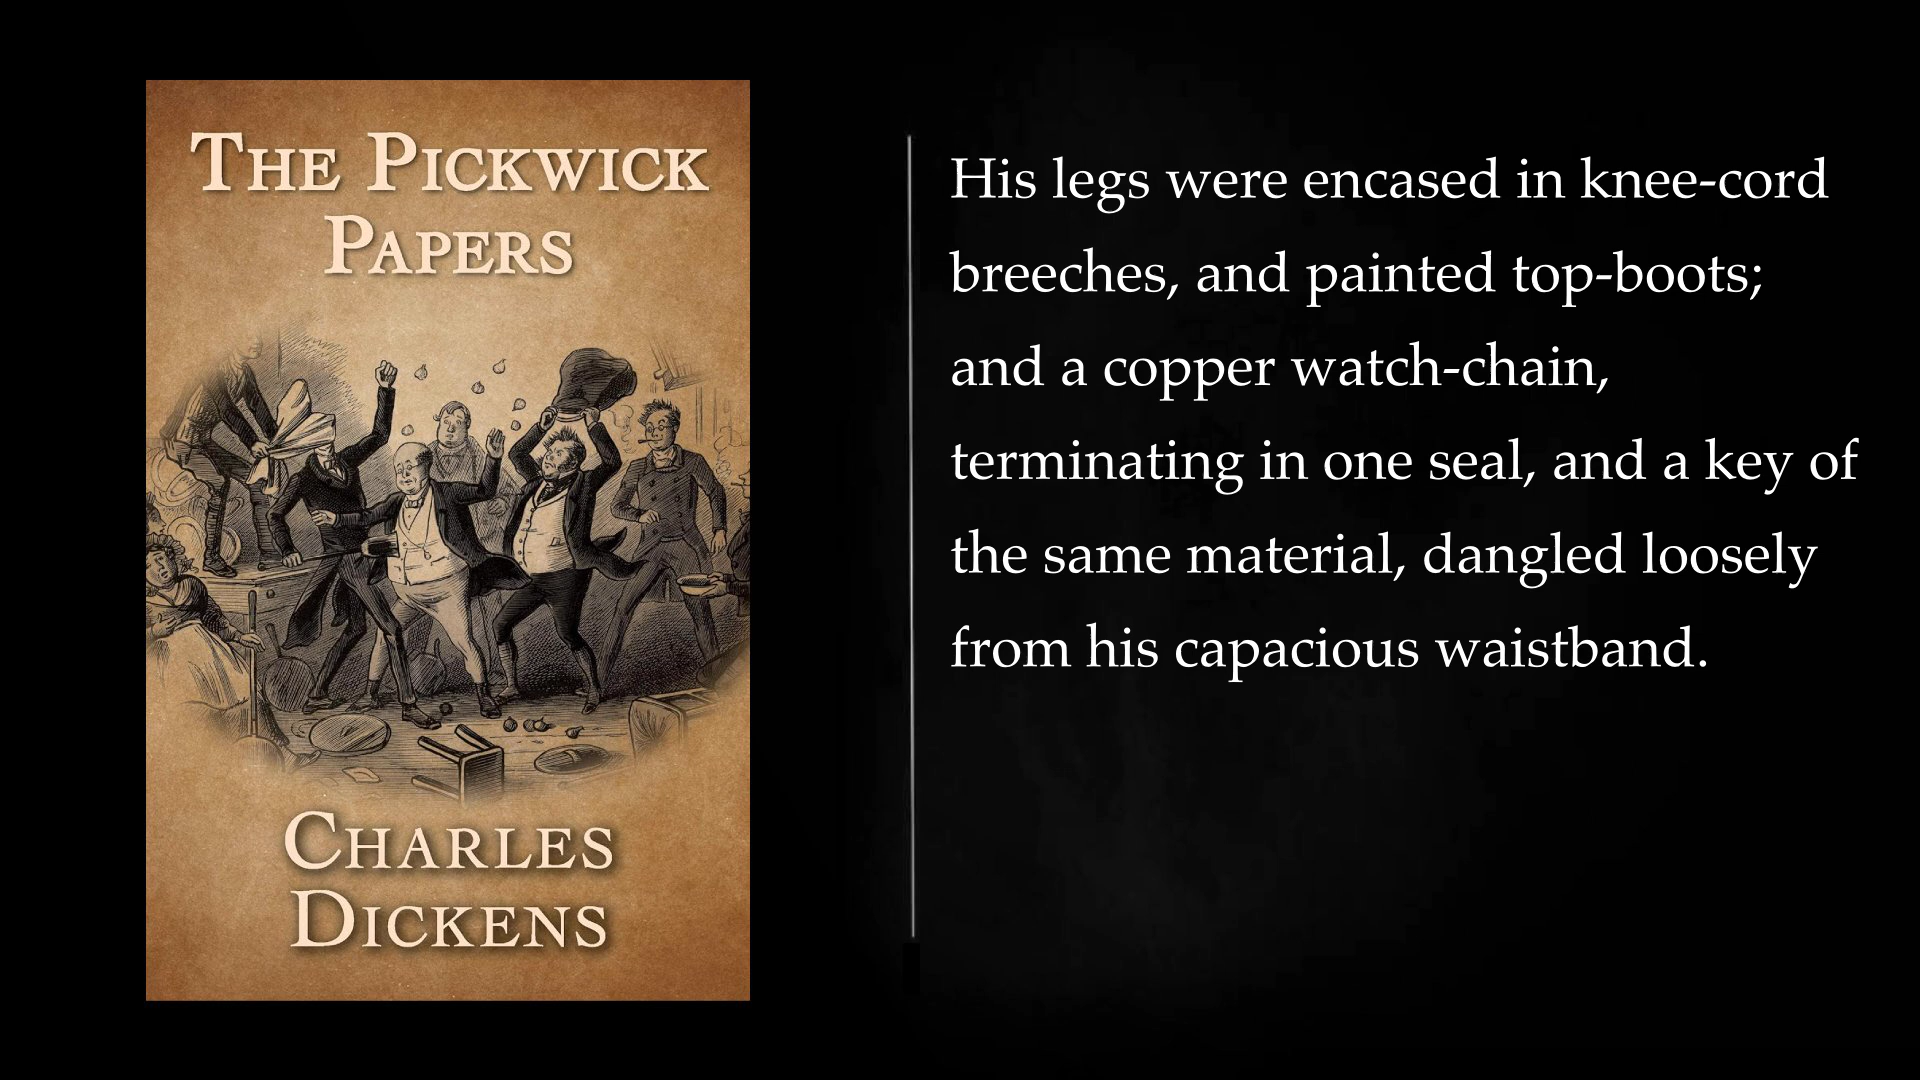 The Pickwick
Papers
Charles
Dickens
His legs were encased in knee-cord
breeches, and painted top-boots;
and a copper watch-chain,
terminating in one seal, and a key of
the same material, dangled loosely
from his capacious waistband.